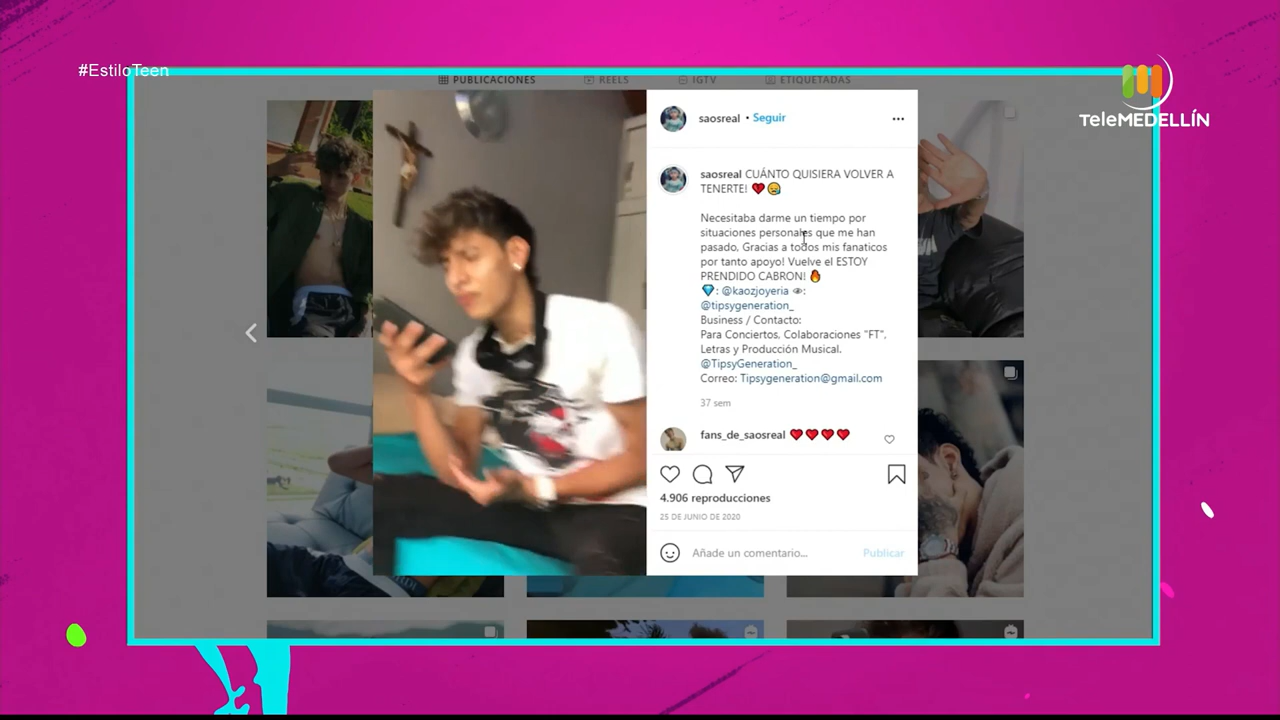 #EstiloTeen
TeleMEDELLÍN
PUBLICACIONES
REELS
IGTV
ETIQUETADAS
saosreal • Seguir
saosreal CUÁNTO QUISIERA VOLVER A
TENERTE! ❤️😢
Necesitaba darme un tiempo por
situaciones personales que me han
pasado, Gracias a todos mis fanaticos
por tanto apoyo! Vuelve el ESTOY
PRENDIDO CABRON! 🔥
💎: @kaozjoyeria 👁:
@tipsygeneration_
Business / Contacto:
Para Conciertos, Colaboraciones "FT",
Letras y Producción Musical.
@TipsyGeneration_
Correo: Tipsygeneration@gmail.com
37 sem
fans_de_saosreal ❤️❤️❤️❤️
4.906 reproducciones
25 DE JUNIO DE 2020
Añade un comentario...
Publicar